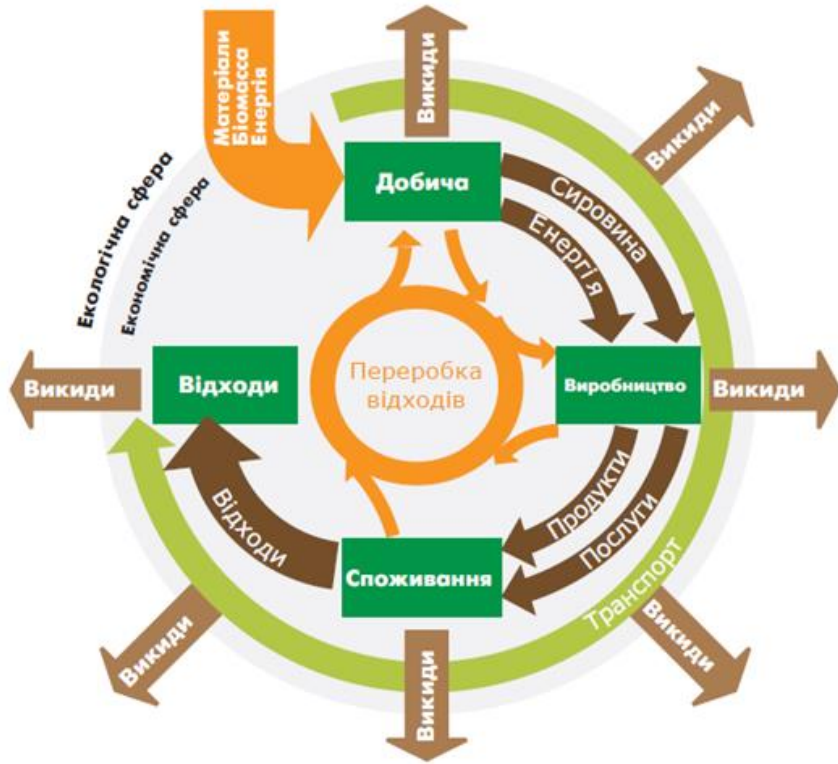 Матеріали
Біомасса
Енергія
Викиди
Викиди
Добича
Сировина
Енергія
Екологічна сфера
Економічна сфера
Викиди
Відходи
Переробка
відходів
Виробництво
Викиди
Відходи
Продукти
Послуги
Споживання
Транспорт
Викиди
Викиди
Викиди